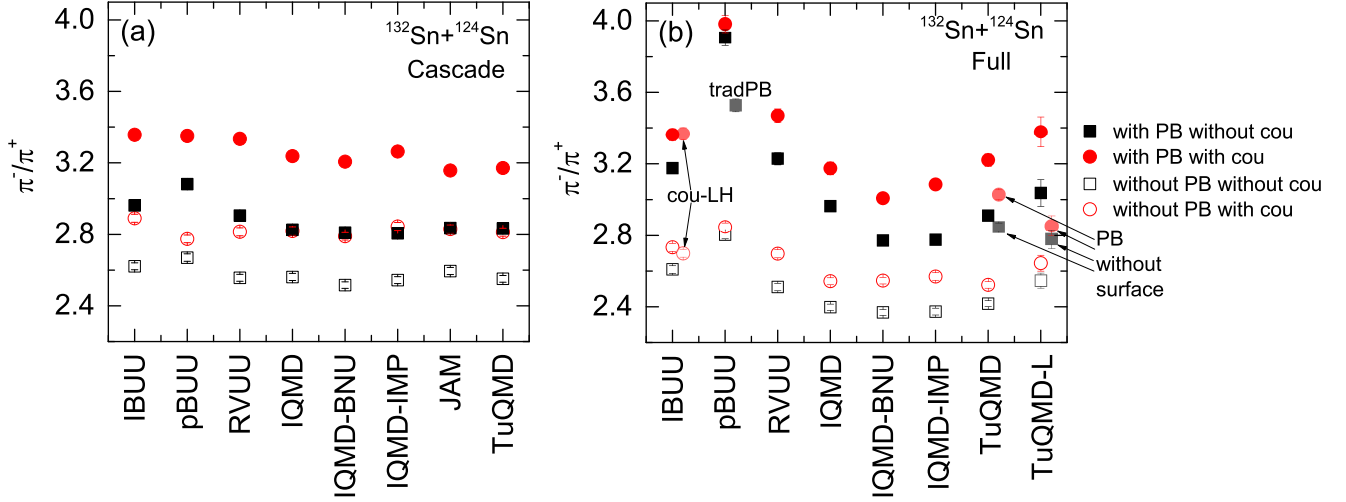 (a)
¹³²Sn+¹²⁴Sn
Cascade
π⁻/π⁺
4.0
3.6
3.2
2.8
2.4
IBUU
pBUU
RVUU
IQMD
IQMD-BNU
IQMD-IMP
JAM
TuQMD
(b)
¹³²Sn+¹²⁴Sn
Full
π⁻/π⁺
4.0
3.6
3.2
2.8
2.4
tradPB
cou-LH
PB
without
surface
IBUU
pBUU
RVUU
IQMD
IQMD-BNU
IQMD-IMP
TuQMD
TuQMD-L
with PB without cou
with PB with cou
without PB without cou
without PB with cou